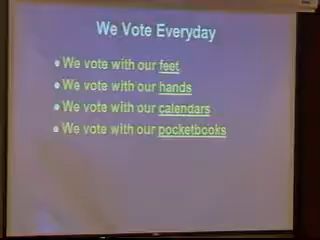 We Vote Everyday
We vote with our feet
We vote with our hands
We vote with our calendars
We vote with our pocketbooks